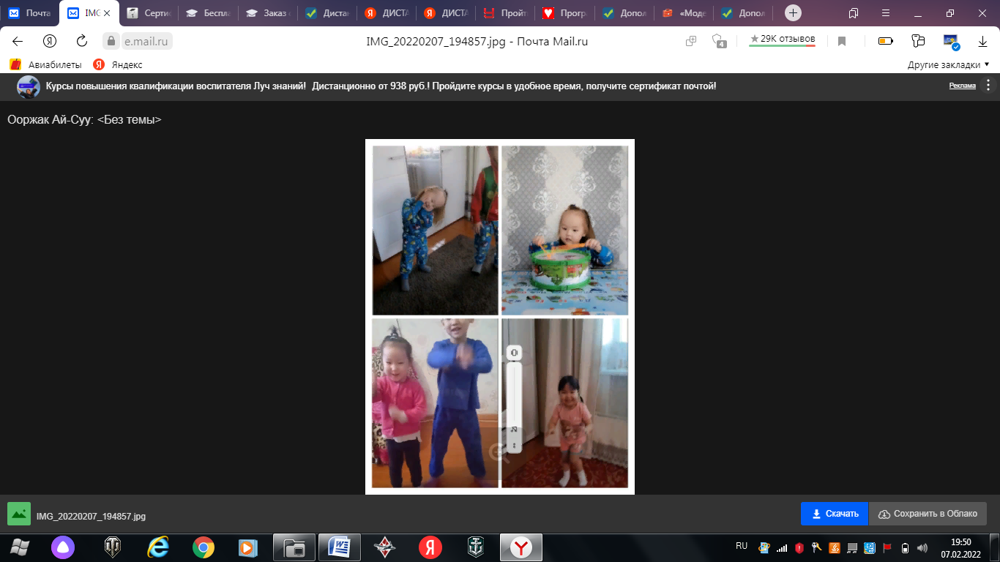 Почта
IMG
Серти
Беспла
Заказ
Дистан
ДИСТА
ДИСТА
Пройт
Прогр
Допол
«Моде
Допол
e.mail.ru
IMG_20220207_194857.jpg - Почта Mail.ru
4
★ 29K отзывов
Авиабилеты
Яндекс
Другие закладки
Курсы повышения квалификации воспитателя Луч знаний! Дистанционно от 938 руб.! Пройдите курсы в удобное время, получите сертификат почтой!
Реклама
Ооржак Ай-Суу: <Без темы>
IMG_20220207_194857.jpg
Скачать
Сохранить в Облако
RU
19:50
07.02.2022